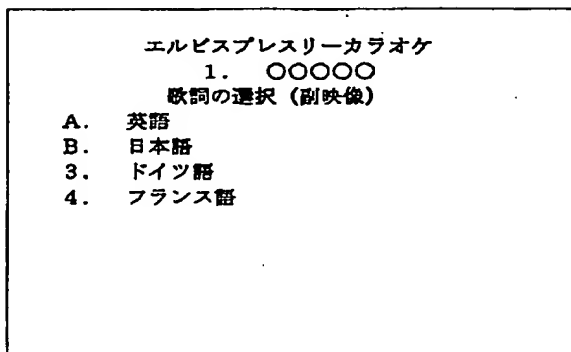 エルビスプレスリーカラオケ
1. ○○○○○
歌詞の選択（副映像）
A. 英語
B. 日本語
3. ドイツ語
4. フランス語